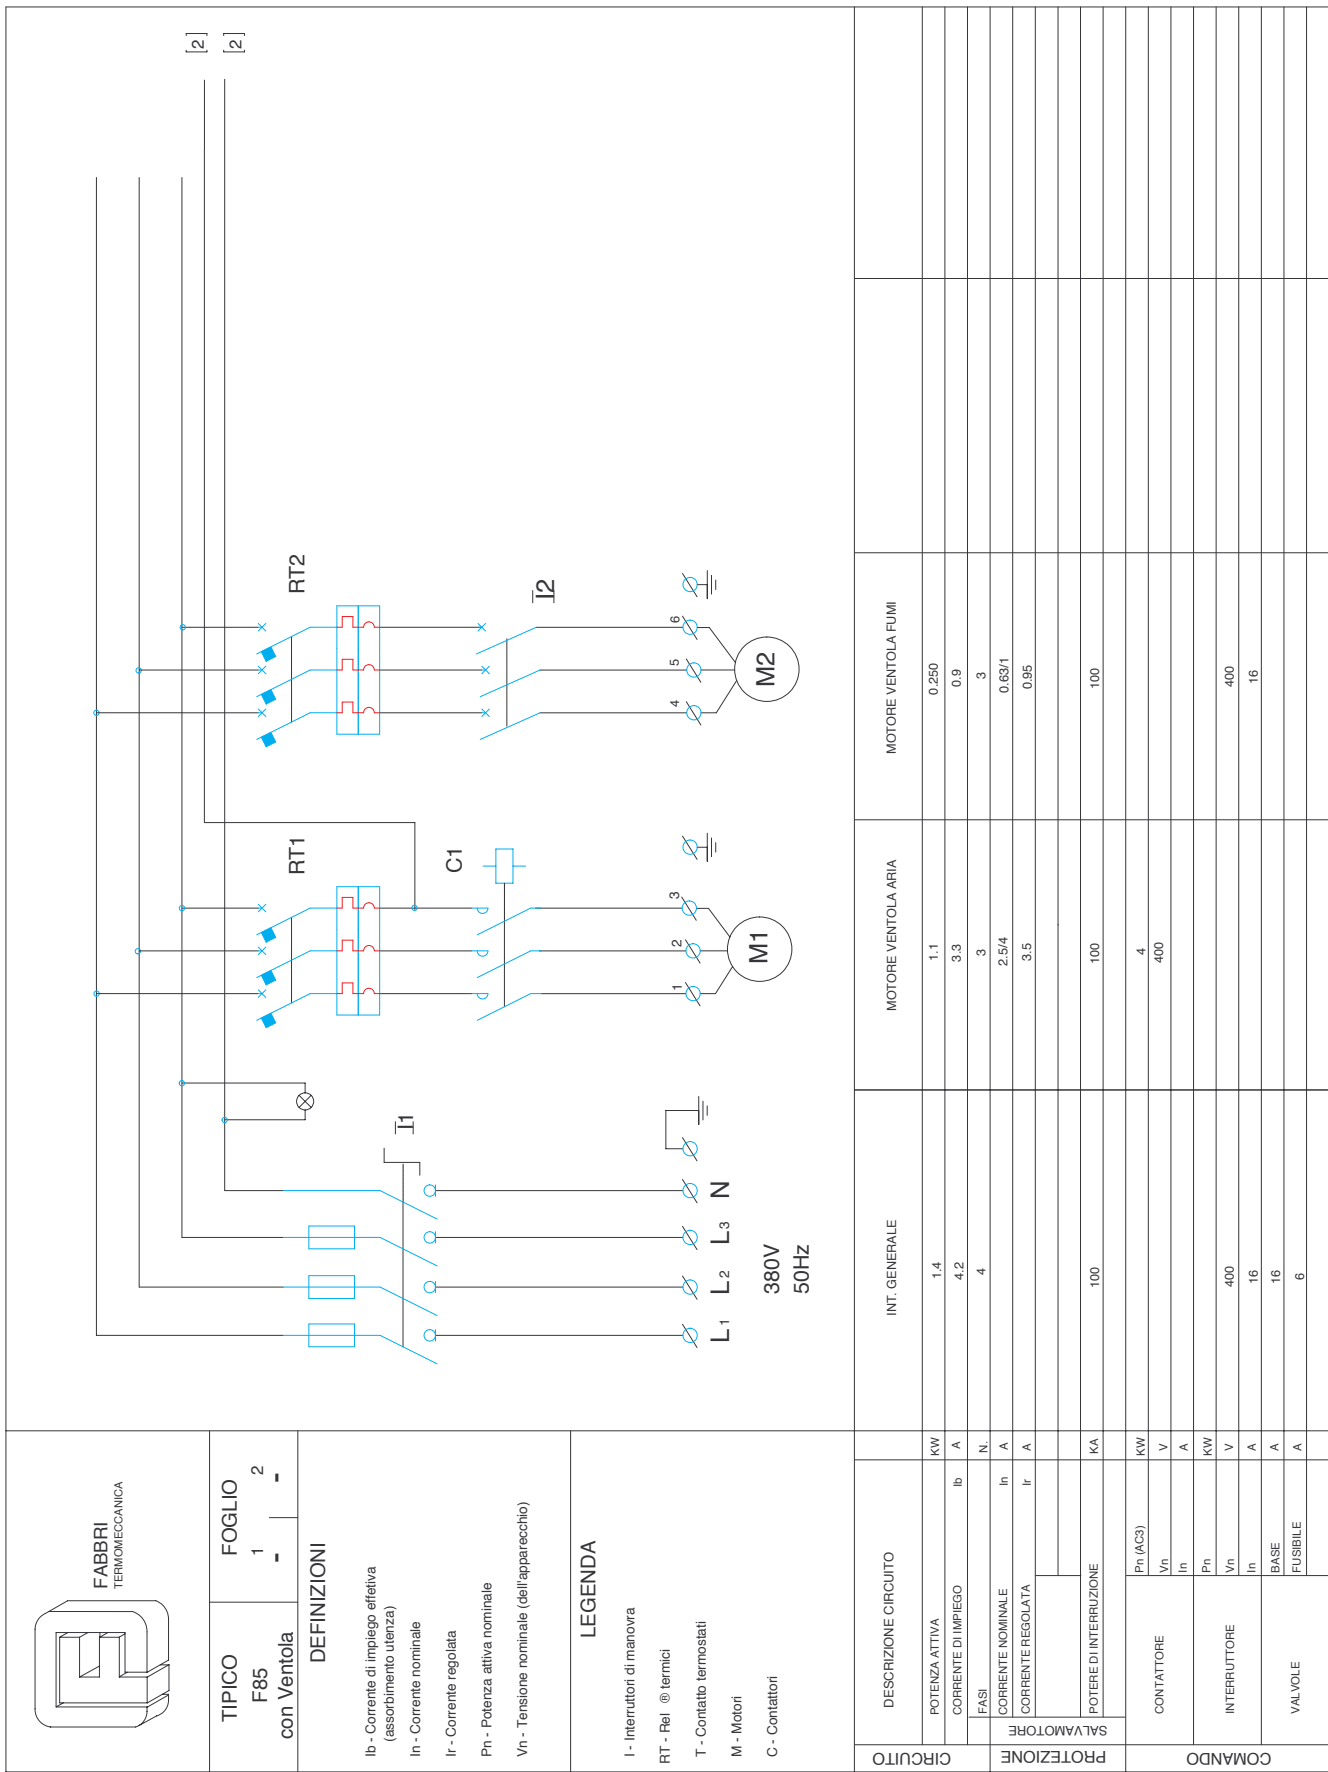 FABBRI
TERMOMECCANICA
TIPICO
F85
con Ventola
FOGLIO
1 2
- -
DEFINIZIONI
Ib - Corrente di impiego effetiva
(assorbimento utenza)
In - Corrente nominale
Ir - Corrente regolata
Pn - Potenza attiva nominale
Vn - Tensione nominale (dell'apparecchio)
LEGENDA
I - Interruttori di manovra
RT - Rel ® termici
T - Contatto termostati
M - Motori
C - Contattori
[2]
[2]
RT1
RT2
C1
I1
I2
1
2
3
4
5
6
M1
M2
L1
L2
L3
N
380V
50Hz
DESCRIZIONE CIRCUITO INT. GENERALE MOTORE VENTOLA ARIA MOTORE VENTOLA FUMI
CIRCUITO
POTENZA ATTIVA KW 1.4 1.1 0.250
CORRENTE DI IMPIEGO Ib A 4.2 3.3 0.9
FASI N. 4 3 3
PROTEZIONE
SALVAMOTORE
CORRENTE NOMINALE In A 2.5/4 0.63/1
CORRENTE REGOLATA Ir A 3.5 0.95
POTERE DI INTERRUZIONE KA 100 100 100
COMANDO
CONTATTORE
Pn (AC3) KW 4
Vn V 400
In A
INTERRUTTORE
Pn KW
Vn V 400 400
In A 16 16
VALVOLE
BASE A 16
FUSIBILE A 6